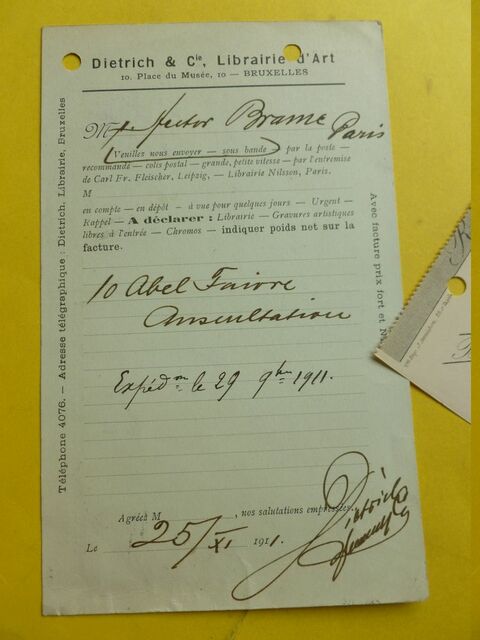 Dietrich & Cie, Librairie d'Art
10. Place du Musée, 10 — BRUXELLES
M Hector Brame Paris
(Veuillez nous envoyer — sous bande) — par la poste —
recommandé — colis postal — grande, petite vitesse — par l'entremise
de Carl Fr. Fleischer, Leipzig, — Librairie Nilsson, Paris.
M
en compte — en dépôt — à vue pour quelques jours — Urgent —
Rappel — A déclarer : Librairie — Gravures artistiques
libres à l'entrée — Chromos — indiquer poids net sur la
facture.
10 Abel Faivre
Auscultation
Expédon le 29 9bre 1911.
Agréez M , nos salutations empressées.
Le 25/XI 1911.
Dietrich
Téléphone 4076. — Adresse télégraphique : Dietrich, Librairie, Bruxelles
Avec facture prix fort et